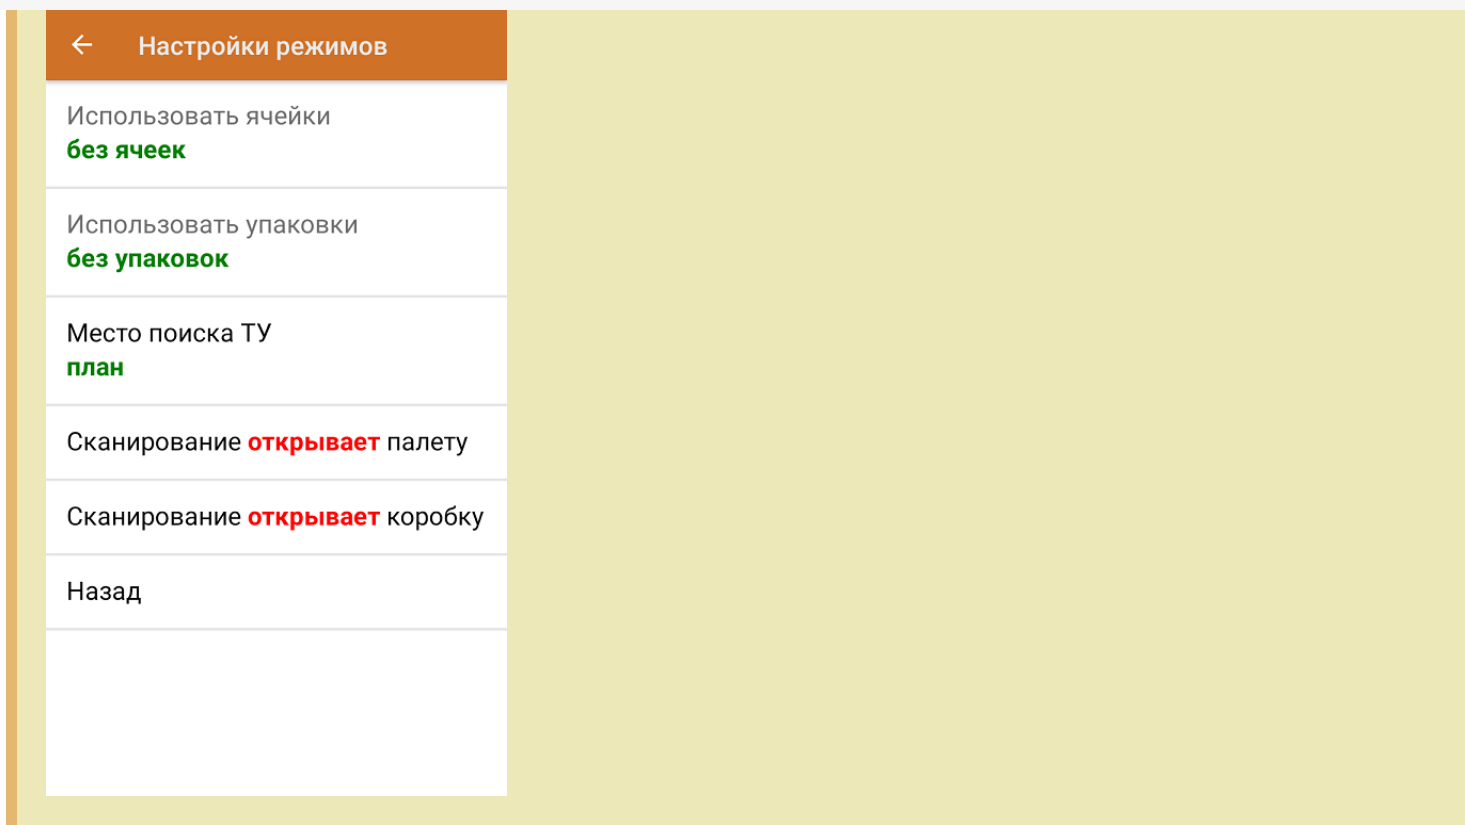 Настройки режимов
Использовать ячейки
без ячеек
Использовать упаковки
без упаковок
Место поиска ТУ
план
Сканирование открывает палету
Сканирование открывает коробку
Назад